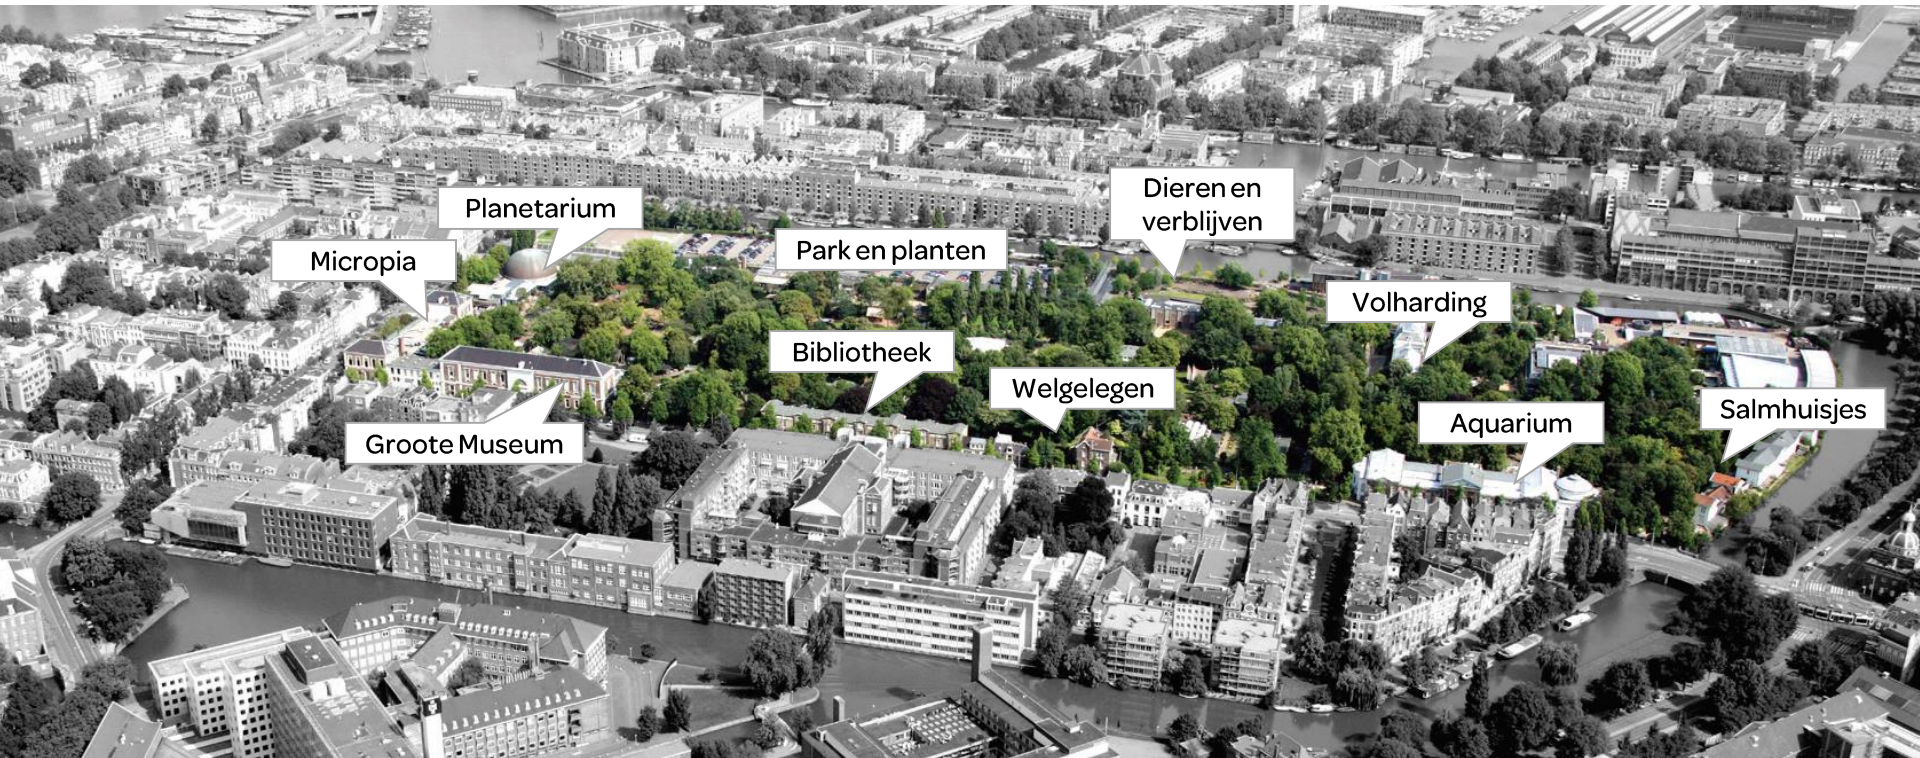 Planetarium
Micropia
Park en planten
Dieren en
verblijven
Volharding
Bibliotheek
Welgelegen
Groote Museum
Aquarium
Salmhuisjes